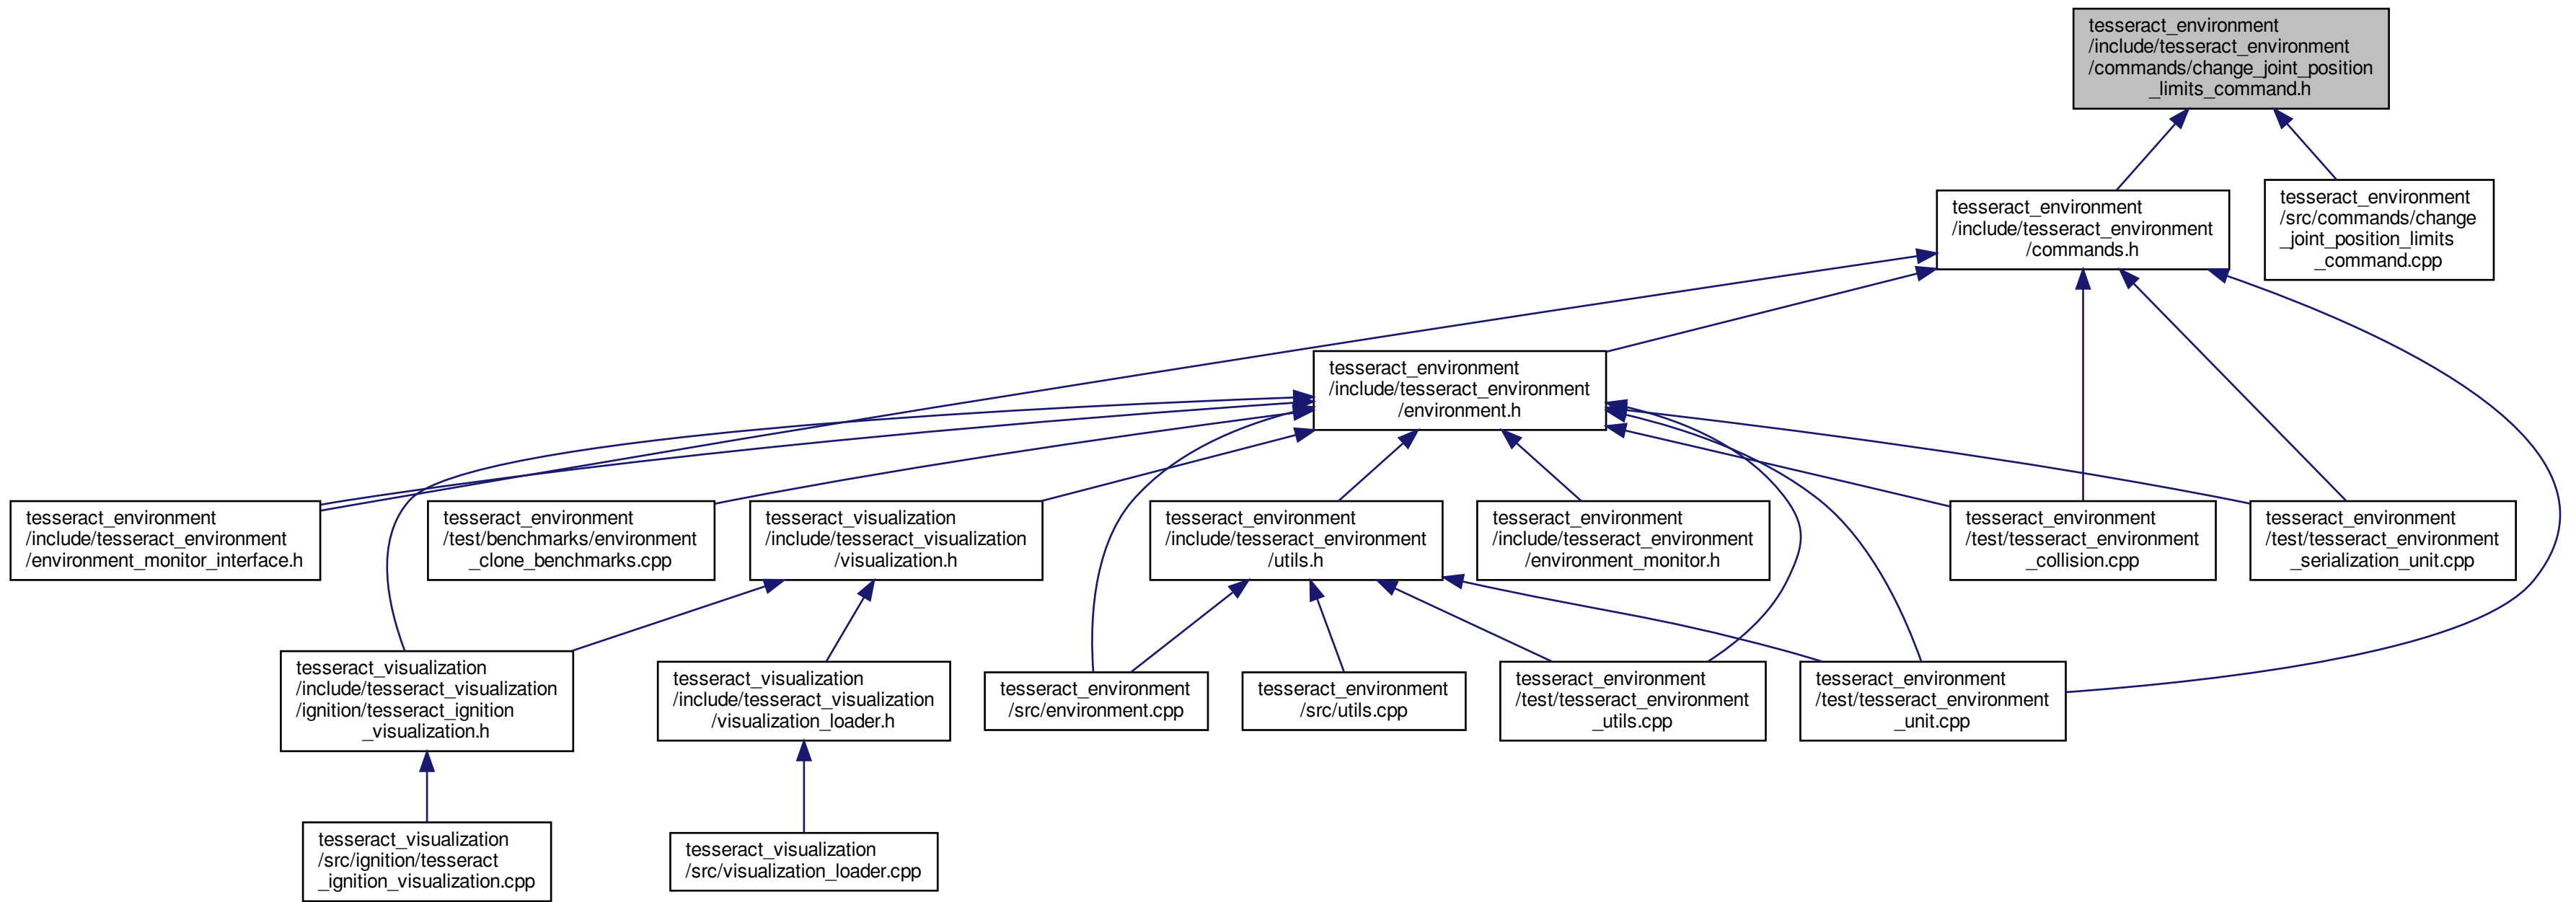 tesseract_environment
/include/tesseract_environment
/commands/change_joint_position
_limits_command.h
tesseract_environment
/include/tesseract_environment
/commands.h
tesseract_environment
/src/commands/change
_joint_position_limits
_command.cpp
tesseract_environment
/include/tesseract_environment
/environment.h
tesseract_environment
/include/tesseract_environment
/environment_monitor_interface.h
tesseract_environment
/test/benchmarks/environment
_clone_benchmarks.cpp
tesseract_visualization
/include/tesseract_visualization
/visualization.h
tesseract_environment
/include/tesseract_environment
/utils.h
tesseract_environment
/include/tesseract_environment
/environment_monitor.h
tesseract_environment
/test/tesseract_environment
_collision.cpp
tesseract_environment
/test/tesseract_environment
_serialization_unit.cpp
tesseract_visualization
/include/tesseract_visualization
/ignition/tesseract_ignition
_visualization.h
tesseract_visualization
/include/tesseract_visualization
/visualization_loader.h
tesseract_environment
/src/environment.cpp
tesseract_environment
/src/utils.cpp
tesseract_environment
/test/tesseract_environment
_utils.cpp
tesseract_environment
/test/tesseract_environment
_unit.cpp
tesseract_visualization
/src/ignition/tesseract
_ignition_visualization.cpp
tesseract_visualization
/src/visualization_loader.cpp